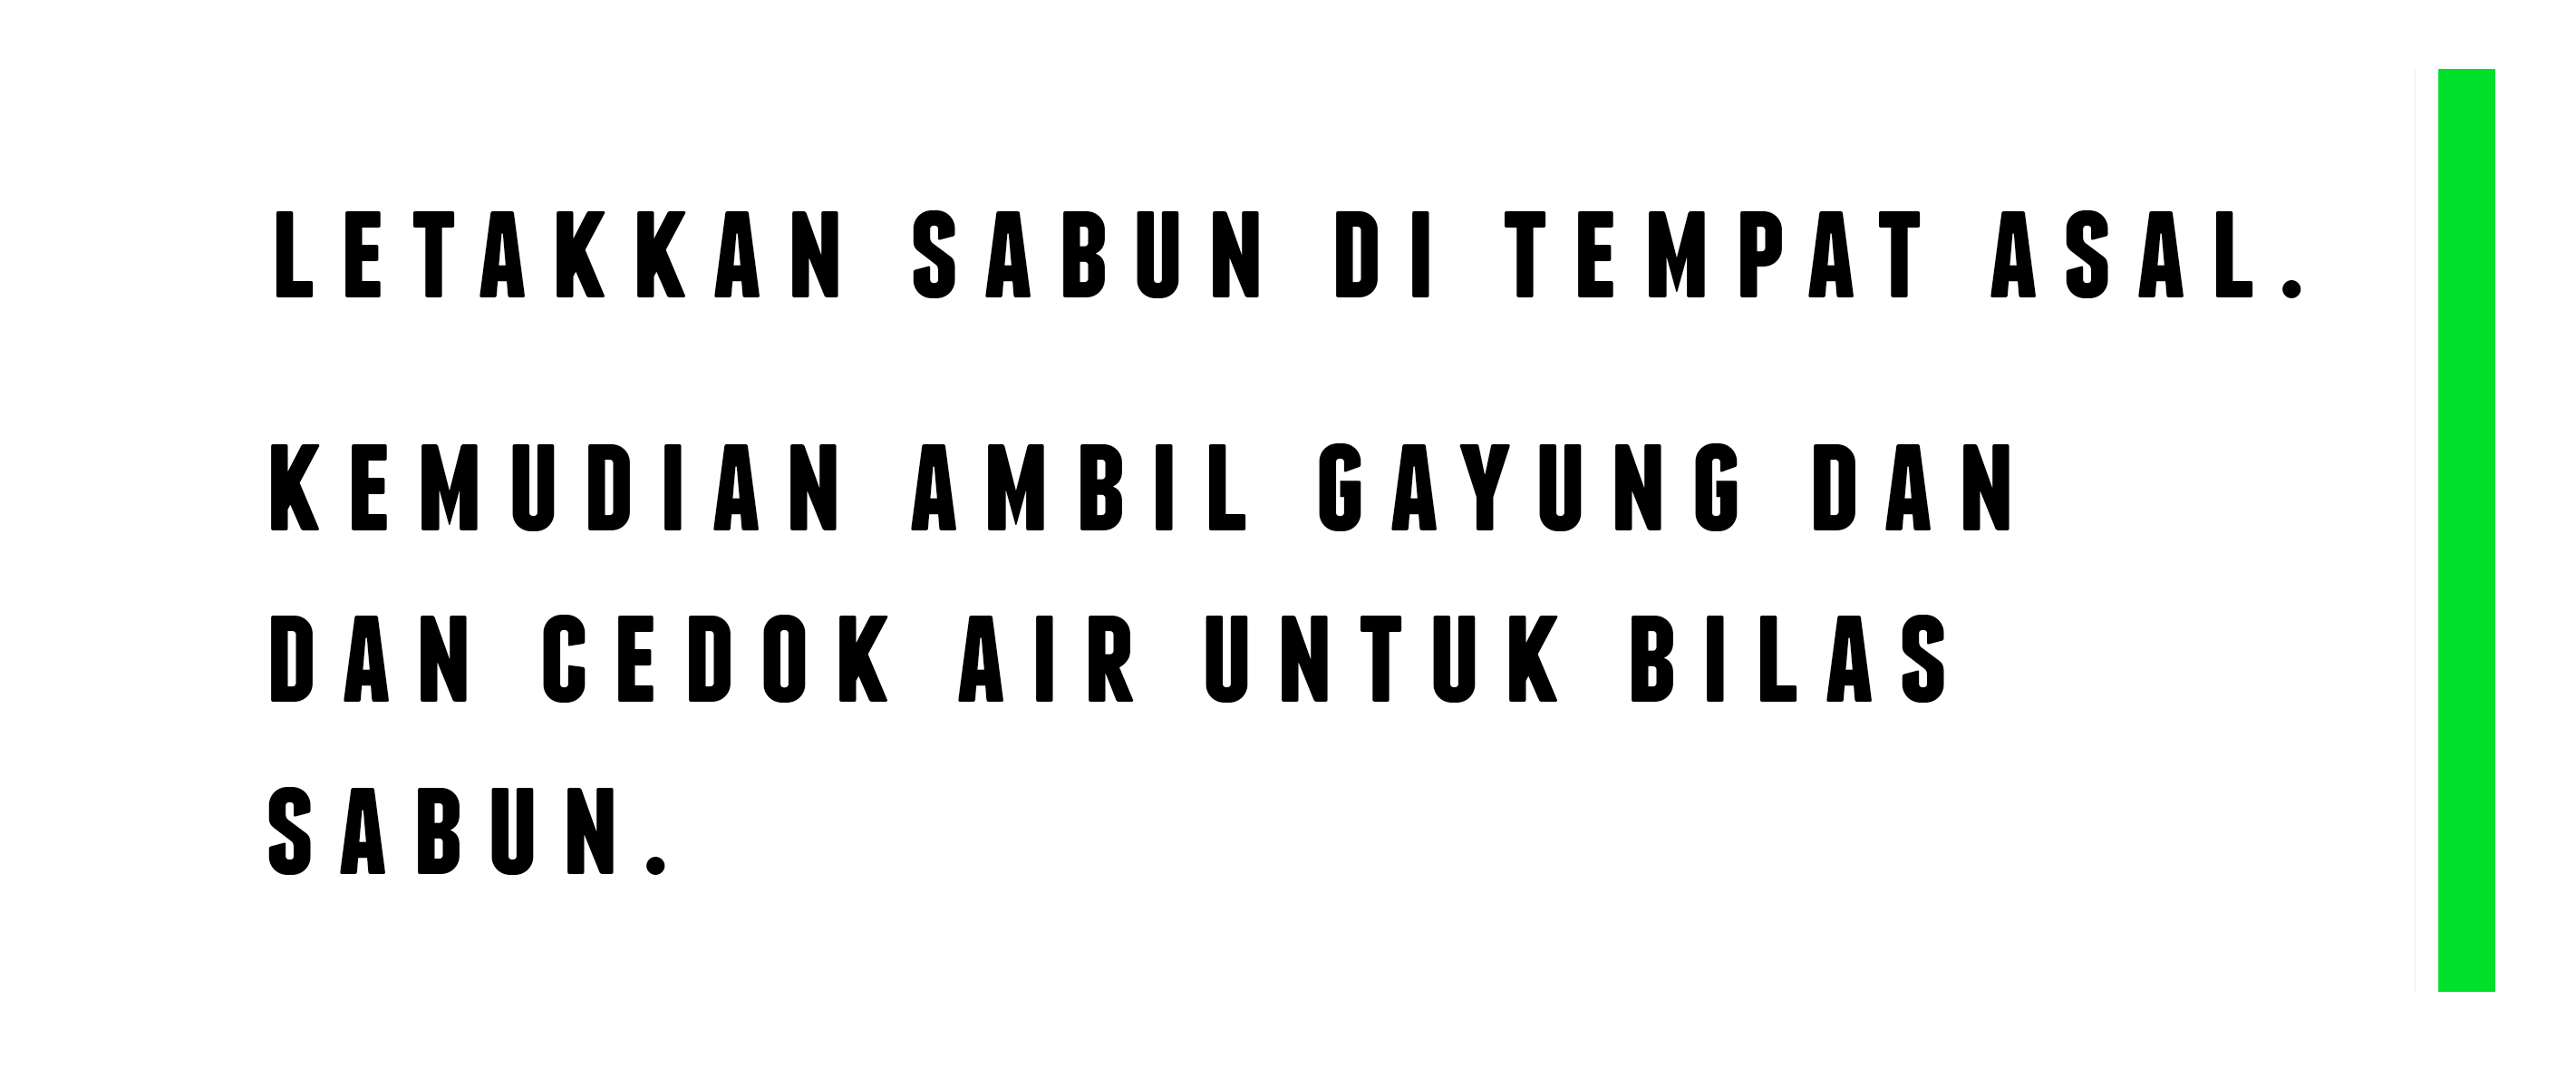 LETAKKAN SABUN DI TEMPAT ASAL.
KEMUDIAN AMBIL GAYUNG DAN
DAN CEDOK AIR UNTUK BILAS
SABUN.